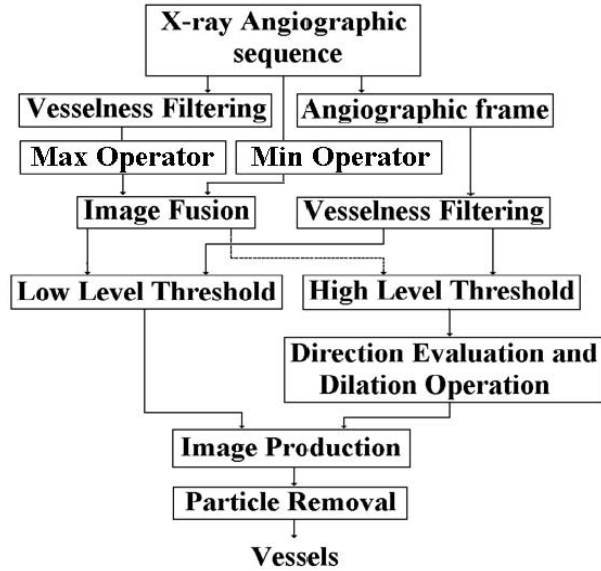 X-ray Angiographic
sequence
Vesselness Filtering
Angiographic frame
Max Operator
Min Operator
Image Fusion
Vesselness Filtering
Low Level Threshold
High Level Threshold
Direction Evaluation and
Dilation Operation
Image Production
Particle Removal
Vessels